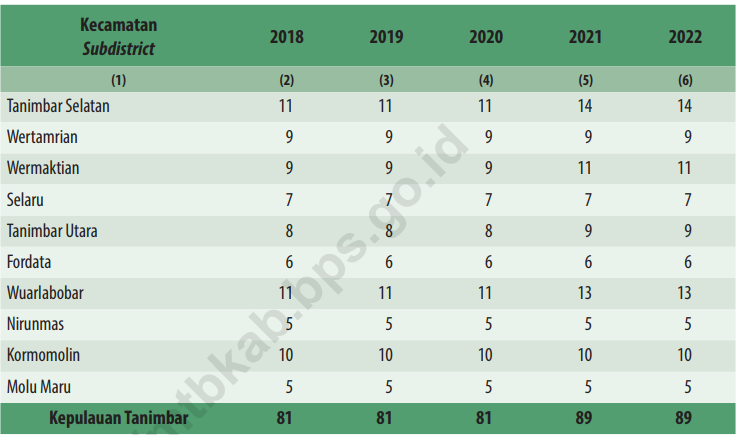 Kecamatan
Subdistrict 2018 2019 2020 2021 2022
(1) (2) (3) (4) (5) (6)
Tanimbar Selatan 11 11 11 14 14
Wertamrian 9 9 9 9 9
Wermaktian 9 9 9 11 11
Selaru 7 7 7 7 7
Tanimbar Utara 8 8 8 9 9
Fordata 6 6 6 6 6
Wuarlabobar 11 11 11 13 13
Nirunmas 5 5 5 5 5
Kormomolin 10 10 10 10 10
Molu Maru 5 5 5 5 5
Kepulauan Tanimbar 81 81 81 89 89
mtbkab.bps.go.id